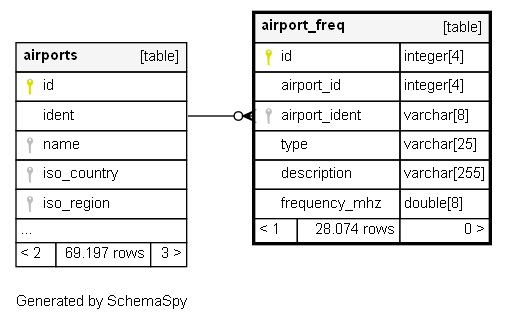 airports [table]
id
ident
name
iso_country
iso_region
...
< 2 69.197 rows 3 >
airport_freq [table]
id integer[4]
airport_id integer[4]
airport_ident varchar[8]
type varchar[25]
description varchar[255]
frequency_mhz double[8]
< 1 28.074 rows 0 >
Generated by SchemaSpy